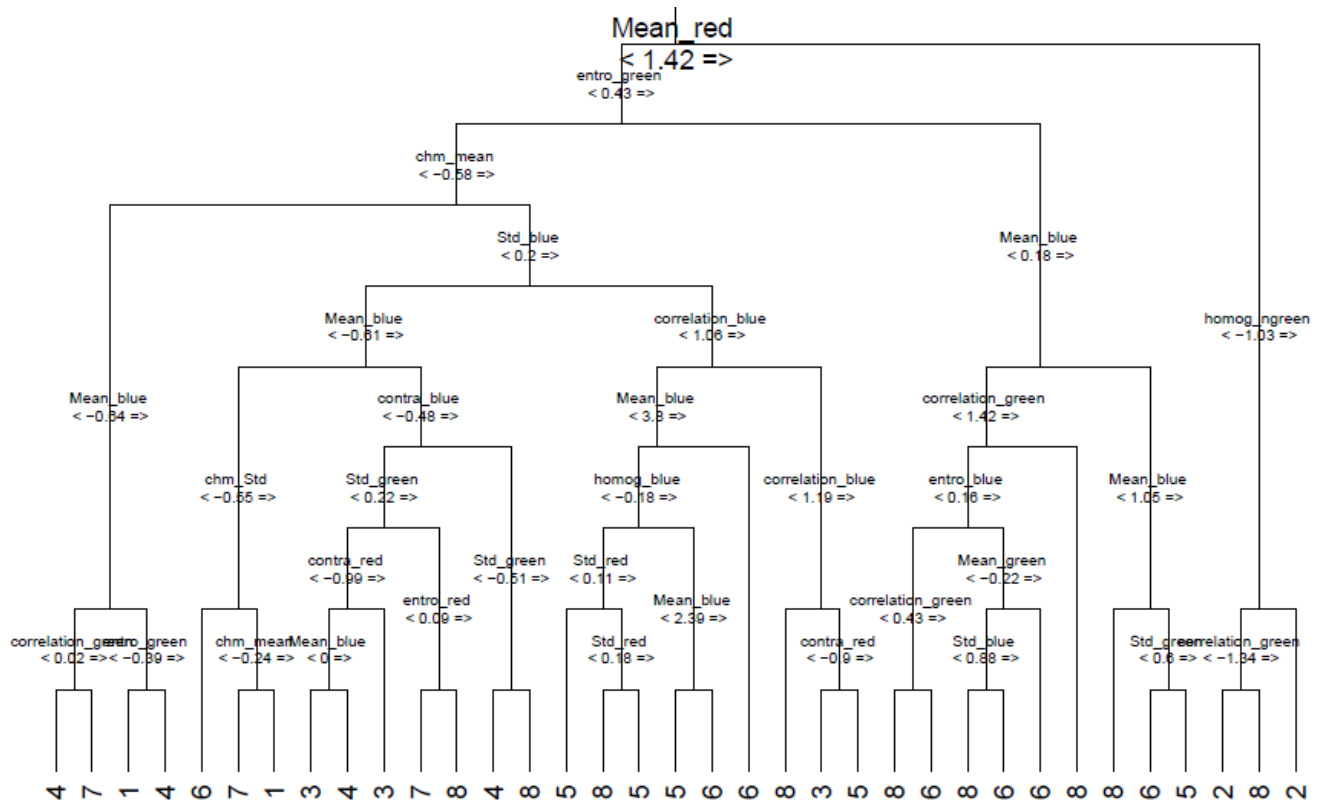 Mean_red
< 1.42 =>
entro_green
< 0.43 =>
chm_mean
< −0.58 =>
Std_blue
< 0.2 =>
Mean_blue
< 0.18 =>
Mean_blue
< −0.61 =>
correlation_blue
< 1.06 =>
homog_ngreen
< −1.03 =>
Mean_blue
< −0.64 =>
contra_blue
< −0.48 =>
Mean_blue
< 3.8 =>
correlation_green
< 1.42 =>
chm_Std
< −0.55 =>
Std_green
< 0.22 =>
homog_blue
< −0.18 =>
correlation_blue
< 1.19 =>
entro_blue
< 0.16 =>
Mean_blue
< 1.05 =>
contra_red
< −0.99 =>
Std_green
< −0.51 =>
Std_red
< 0.11 =>
Mean_green
< −0.22 =>
entro_red
< 0.09 =>
Mean_blue
< 2.39 =>
correlation_green
< 0.43 =>
correlation_green
< 0.02 =>
entro_green
< −0.39 =>
chm_mean
< −0.24 =>
Mean_blue
< 0 =>
Std_red
< 0.18 =>
contra_red
< −0.9 =>
Std_blue
< 0.88 =>
Std_green
< 0.6 =>
correlation_green
< −1.34 =>
4 7 1 4 6 7 1 3 4 3 7 8 4 8 5 8 5 5 6 6 8 3 5 8 6 8 6 6 8 8 6 5 2 8 2